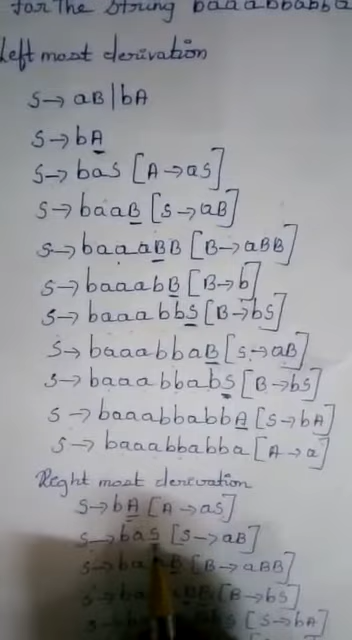 for The String baaabbabba
Left most derivation
S→ aB|bA
S→ bA
S→ baS [A→aS]
S→ baaB [S→aB]
S→ baaaBB [B→aBB]
S→ baaabB [B→b]
S→ baaabbS [B→bS]
S→ baaabbaB [S→aB]
S→ baaabbabS [B→bS]
S→ baaabbabbA [S→bA]
S→ baaabbabba [A→a]
Right most derivation
S→ bA [A→aS]
S→ baS [S→aB]
S→ B [B→aBB]
S→ [B→bS]
[S→bA]